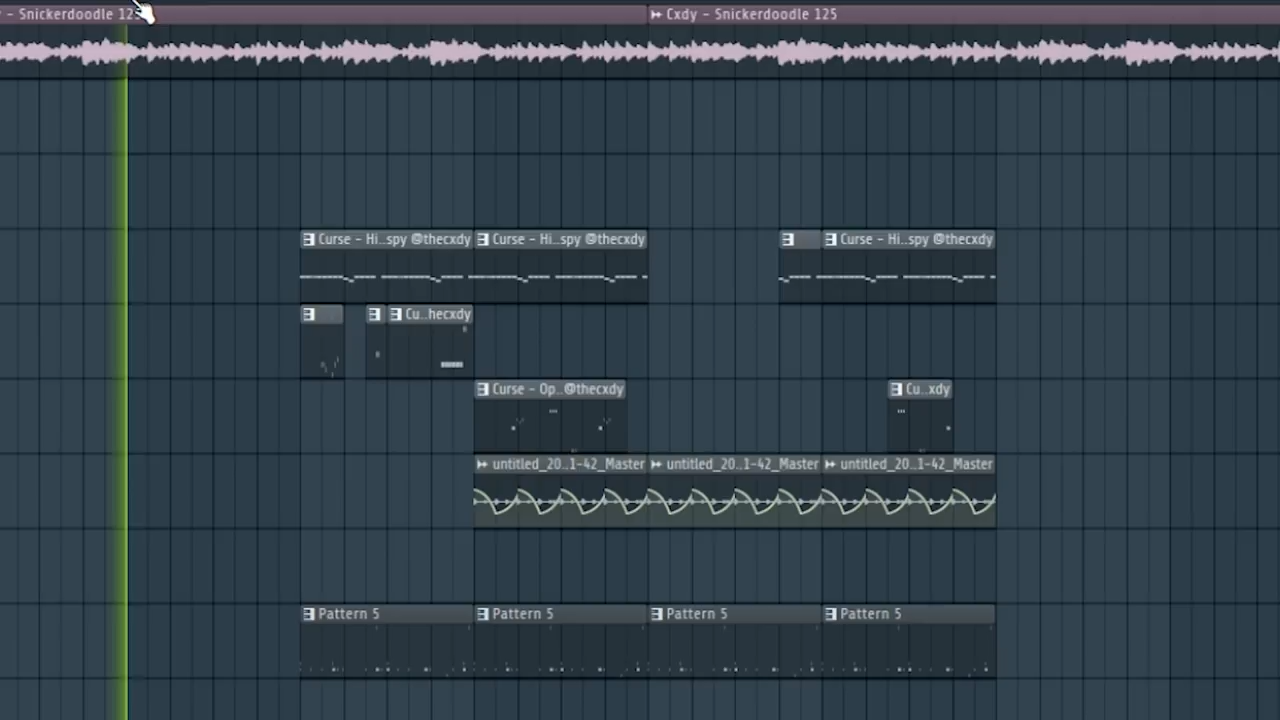 - Snickerdoodle 125 Cxdy - Snickerdoodle 125
Curse - Hi..spy @thecxdy Curse - Hi..spy @thecxdy Curse - Hi..spy @thecxdy
Cu..hecxdy
Curse - Op..@thecxdy Cu..xdy
untitled_20..1-42_Master untitled_20..1-42_Master untitled_20..1-42_Master
Pattern 5 Pattern 5 Pattern 5 Pattern 5